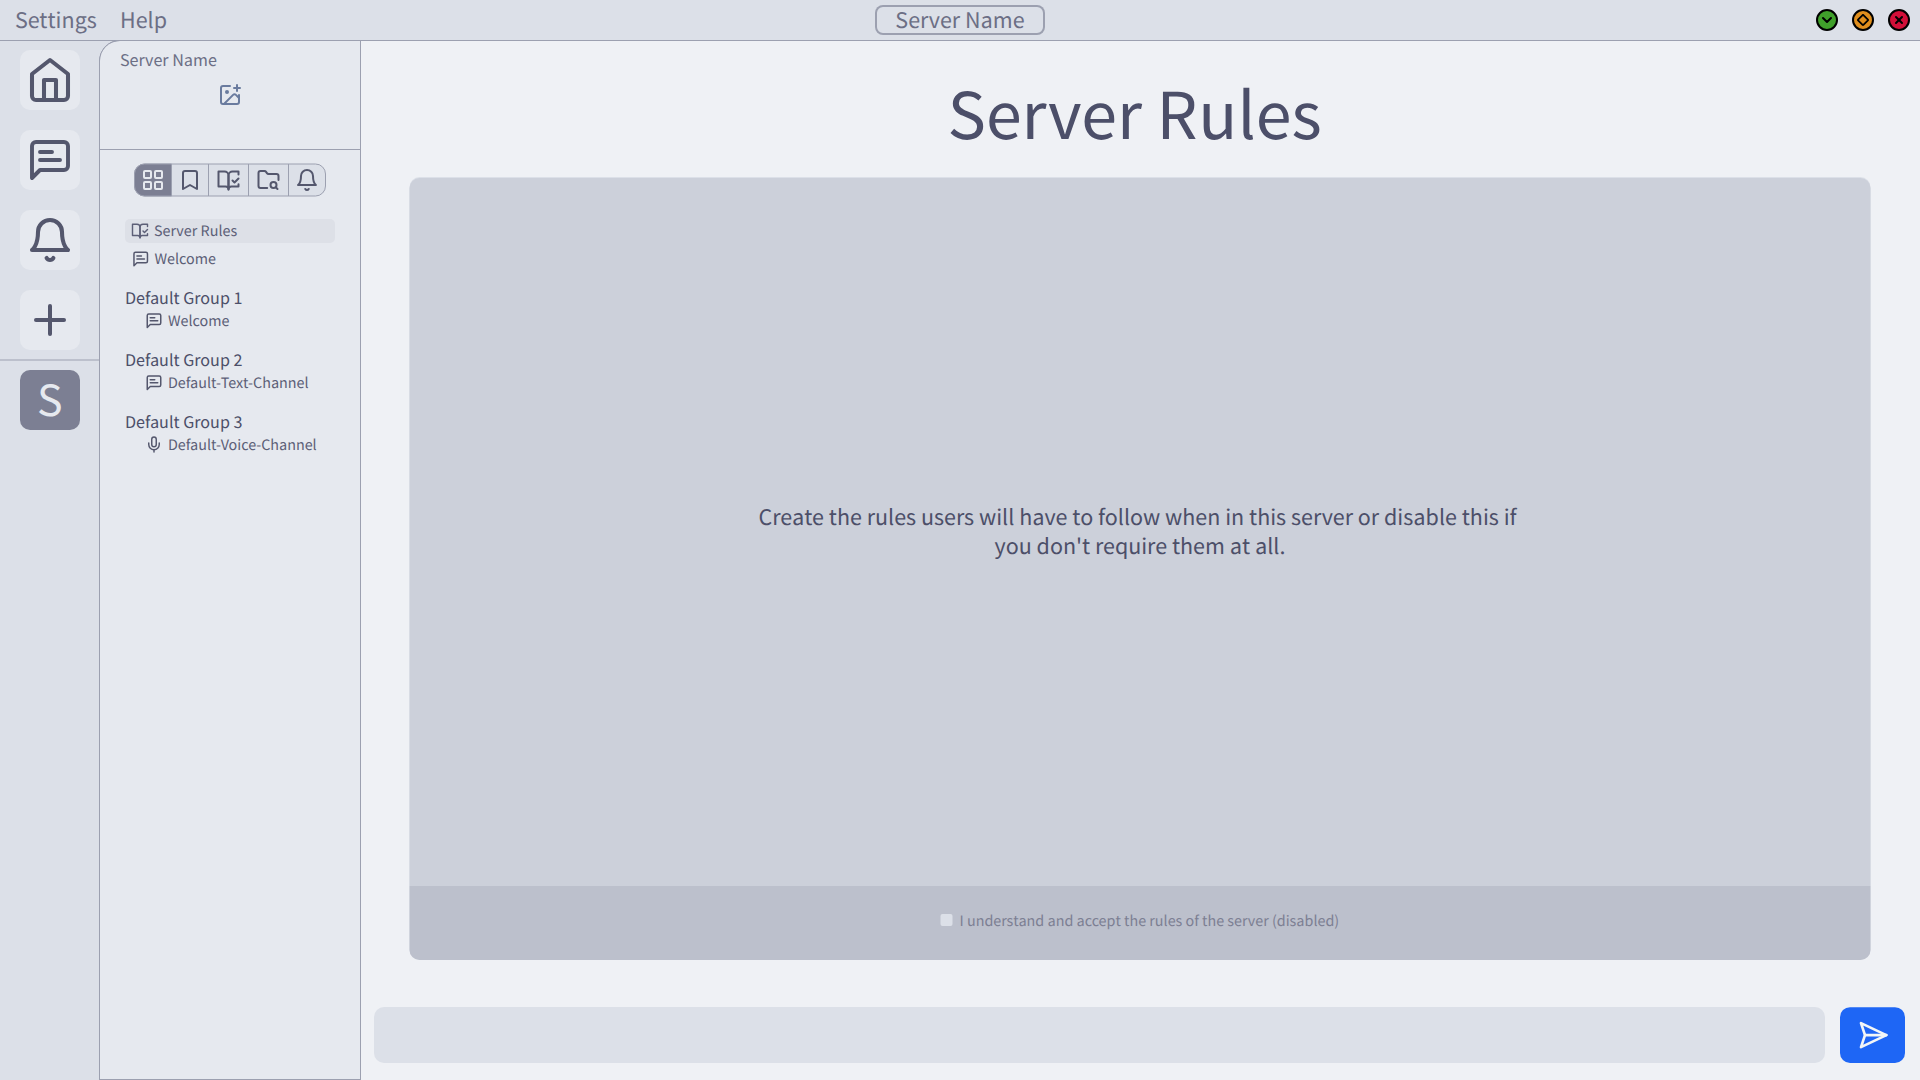 Settings Help Server Name
Server Name
Server Rules
Server Rules
Welcome
Default Group 1
Welcome
Default Group 2
Default-Text-Channel
Default Group 3
Default-Voice-Channel
S
Create the rules users will have to follow when in this server or disable this if
you don't require them at all.
I understand and accept the rules of the server (disabled)